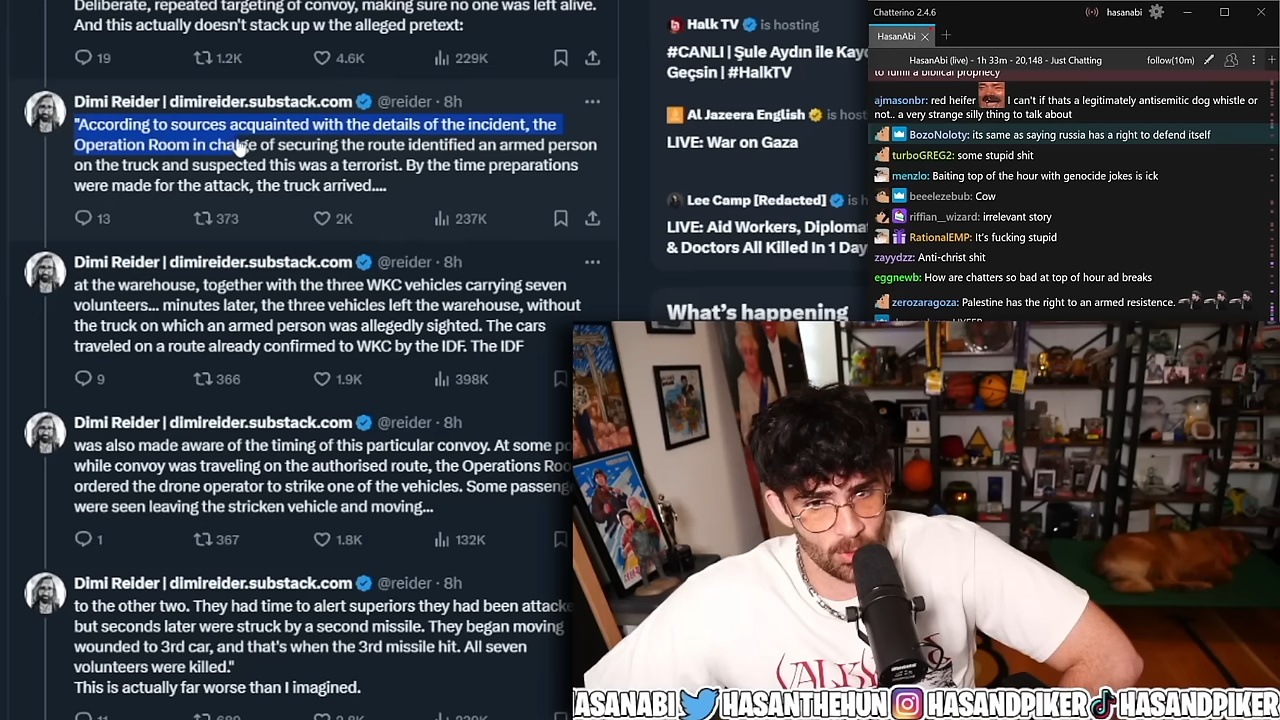 Deliberate, repeated targeting of convoy, making sure no one was left alive.
And this actually doesn't stack up w the alleged pretext:
19 1.2K 4.6K 229K
Dimi Reider | dimireider.substack.com @reider · 8h
"According to sources acquainted with the details of the incident, the
Operation Room in charge of securing the route identified an armed person
on the truck and suspected this was a terrorist. By the time preparations
were made for the attack, the truck arrived....
13 373 2K 237K
Dimi Reider | dimireider.substack.com @reider · 8h
at the warehouse, together with the three WKC vehicles carrying seven
volunteers... minutes later, the three vehicles left the warehouse, without
the truck on which an armed person was allegedly sighted. The cars
traveled on a route already confirmed to WKC by the IDF. The IDF
9 366 1.9K 398K
Dimi Reider | dimireider.substack.com @reider · 8h
was also made aware of the timing of this particular convoy. At some po
while convoy was traveling on the authorised route, the Operations Roo
ordered the drone operator to strike one of the vehicles. Some passeng
were seen leaving the stricken vehicle and moving...
1 367 1.8K 132K
Dimi Reider | dimireider.substack.com @reider · 8h
to the other two. They had time to alert superiors they had been attacke
but seconds later were struck by a second missile. They began moving
wounded to 3rd car, and that's when the 3rd missile hit. All seven
volunteers were killed."
This is actually far worse than I imagined.
Halk TV is hosting
#CANLI | Şule Aydın ile Kayd
Geçsin | #HalkTV
Al Jazeera English is host
LIVE: War on Gaza
Lee Camp [Redacted] is h
LIVE: Aid Workers, Diploma
& Doctors All Killed In 1 Day
What's happening
Chatterino 2.4.6
hasanabi
HasanAbi
HasanAbi (live) - 1h 33m - 20,148 - Just Chatting
follow(10m)
to fulfill a biblical prophecy
ajmasonbr: red heifer I can't if thats a legitimately antisemitic dog whistle or
not.. a very strange silly thing to talk about
BozoNoloty: its same as saying russia has a right to defend itself
turboGREG2: some stupid shit
menzlo: Baiting top of the hour with genocide jokes is ick
beeelezebub: Cow
riffian__wizard: irrelevant story
RationalEMP: It's fucking stupid
zayydzz: Anti-christ shit
eggnewb: How are chatters so bad at top of hour ad breaks
zerozaragoza: Palestine has the right to an armed resistence.
VALKY
ASANABI HASANTHEHUN HASANDPIKER HASANDPIKER